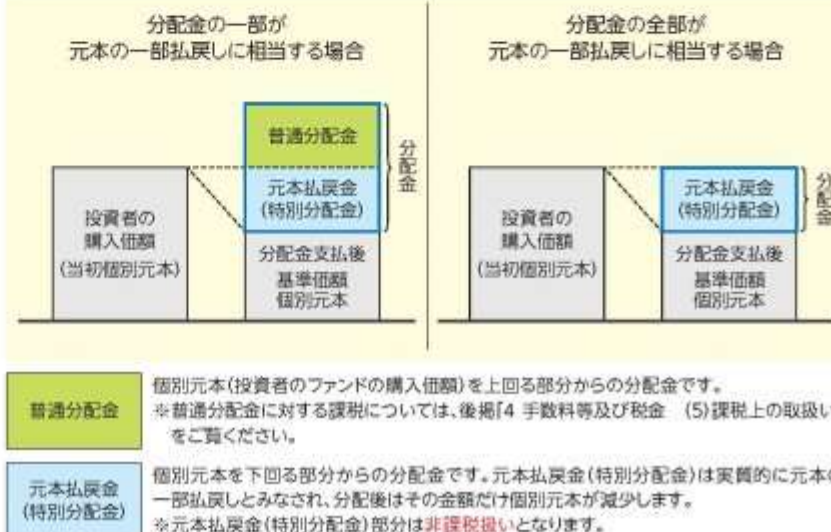 分配金の一部が
元本の一部払戻しに相当する場合
普通分配金
元本払戻金
(特別分配金)
分配金
投資者の
購入価額
(当初個別元本)
分配金支払後
基準価額
個別元本
分配金の全部が
元本の一部払戻しに相当する場合
元本払戻金
(特別分配金)
分配金
投資者の
購入価額
(当初個別元本)
分配金支払後
基準価額
個別元本
普通分配金
個別元本(投資者のファンドの購入価額)を上回る部分からの分配金です。
※普通分配金に対する課税については、後掲「4 手数料等及び税金 (5)課税上の取扱い
をご覧ください。
元本払戻金
(特別分配金)
個別元本を下回る部分からの分配金です。元本払戻金(特別分配金)は実質的に元本の
一部払戻しとみなされ、分配後はその金額だけ個別元本が減少します。
※元本払戻金(特別分配金)部分は非課税扱いとなります。